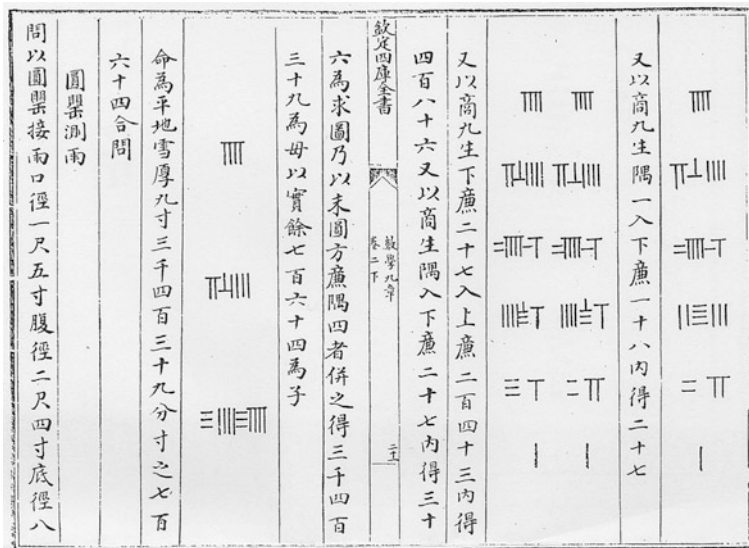 又以商九生隅一入下廉一十八内得二十七
又以商九生下廉二十七入上廉二百四十三内得
四百八十六又以商生隅入下廉二十七内得三十
欽定四庫全書
數學九章
卷二下
六為求圖乃以末圖方廉隅四者併之得三千四百
三十九為母以實餘七百六十四為子
命為平地雪厚九寸三千四百三十九分寸之七百
六十四合問
圓罌測雨
問以圓罌接雨口徑一尺五寸腹徑二尺四寸底徑八